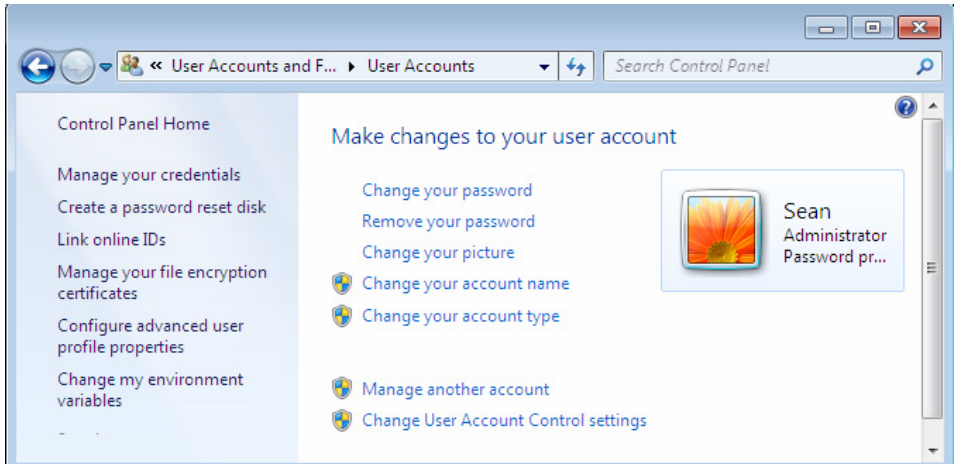 « User Accounts and F... ▸ User Accounts
Search Control Panel
Control Panel Home
Manage your credentials
Create a password reset disk
Link online IDs
Manage your file encryption
certificates
Configure advanced user
profile properties
Change my environment
variables
Make changes to your user account
Change your password
Remove your password
Change your picture
Change your account name
Change your account type
Manage another account
Change User Account Control settings
Sean
Administrator
Password pr...